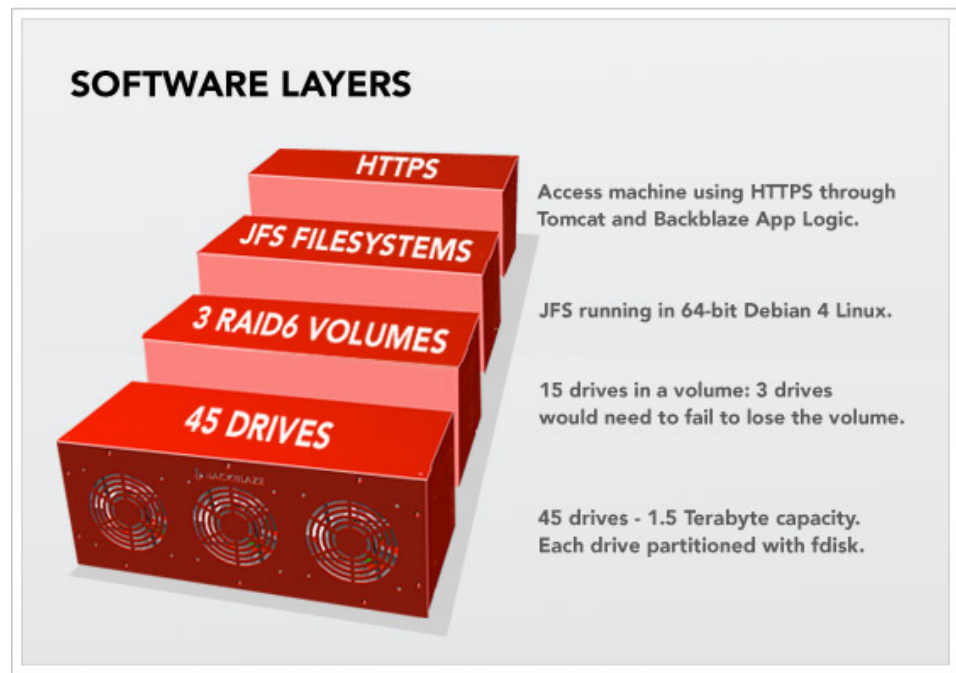 SOFTWARE LAYERS
HTTPS
Access machine using HTTPS through
Tomcat and Backblaze App Logic.
JFS FILESYSTEMS
JFS running in 64-bit Debian 4 Linux.
3 RAID6 VOLUMES
15 drives in a volume: 3 drives
would need to fail to lose the volume.
45 DRIVES
BACKBLAZE
45 drives - 1.5 Terabyte capacity.
Each drive partitioned with fdisk.